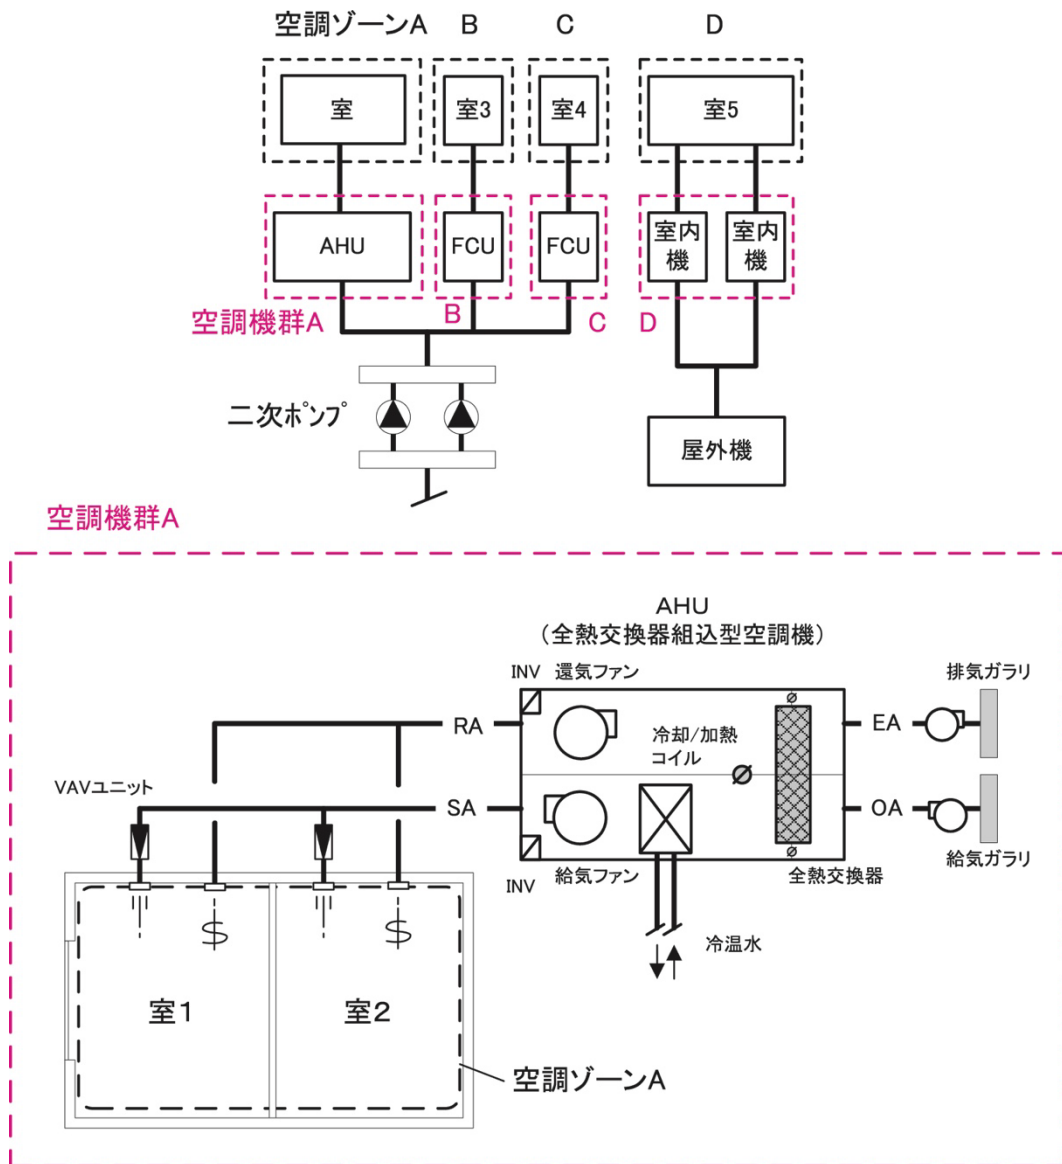 空調ゾーンA B C D
室 室3 室4 室5
AHU FCU FCU 室内機 室内機
空調機群A B C D
二次ポンプ
屋外機
空調機群A
AHU
(全熱交換器組込型空調機)
INV 還気ファン 排気ガラリ
RA 冷却/加熱
コイル
EA
VAVユニット
SA OA
INV 給気ファン 全熱交換器 給気ガラリ
冷温水
室1 室2
空調ゾーンA